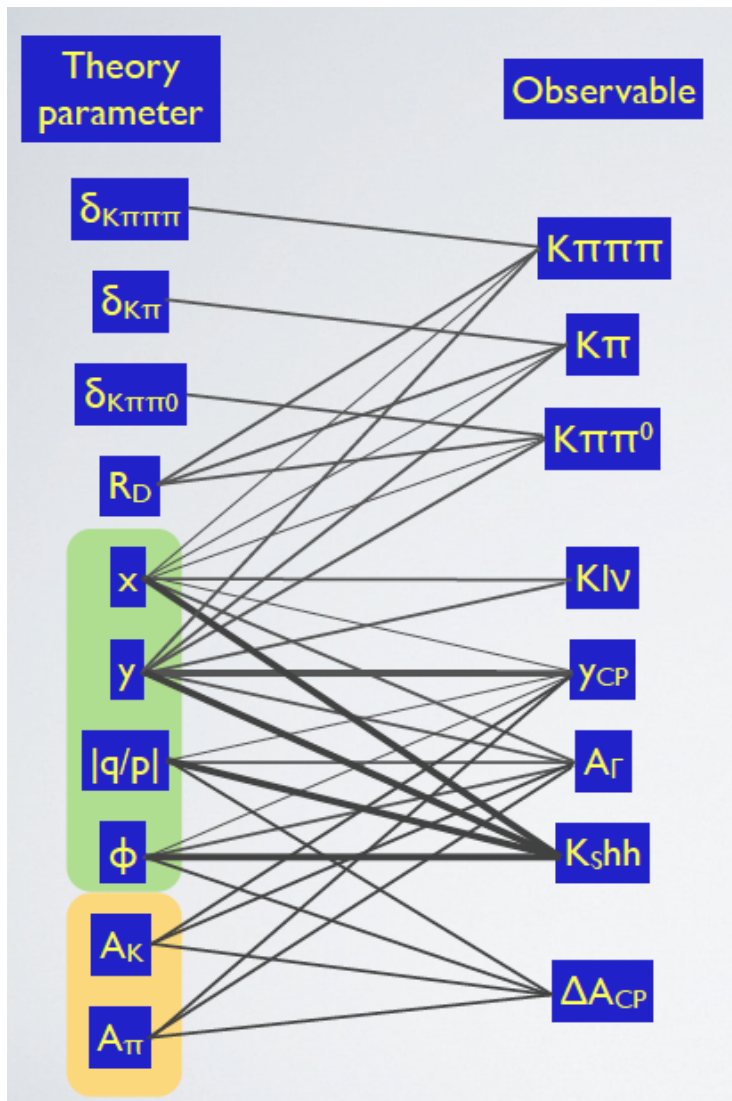 Theory
parameter
Observable
δKπππ
δKπ
δKππ0
RD
x
y
|q/p|
ϕ
AK
Aπ
Kπππ
Kπ
Kππ⁰
Klν
yCP
AΓ
KShh
ΔACP